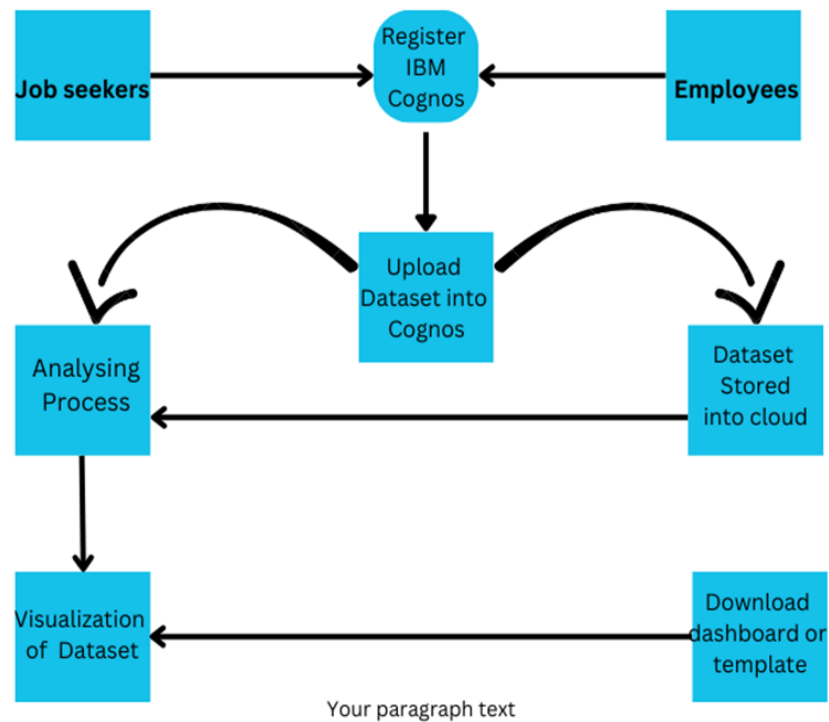 Job seekers
Register
IBM
Cognos
Employees
Upload
Dataset into
Cognos
Analysing
Process
Dataset
Stored
into cloud
Visualization
of Dataset
Download
dashboard or
template
Your paragraph text